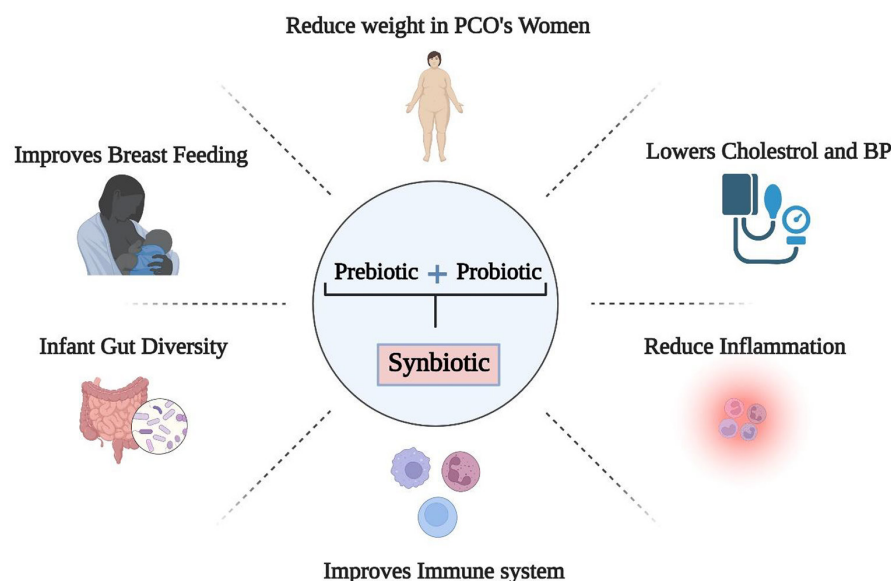 Reduce weight in PCO's Women
Improves Breast Feeding
Lowers Cholestrol and BP
Prebiotic + Probiotic
Synbiotic
Infant Gut Diversity
Reduce Inflammation
Improves Immune system